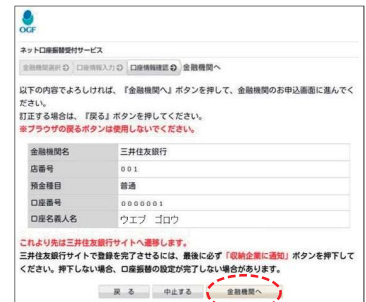 OGF
ネット口座振替受付サービス
金融機関選択 口座情報入力 口座情報確認 金融機関へ
以下の内容でよろしければ、『金融機関へ』ボタンを押して、金融機関のお申込画面に進んでく
ださい。
訂正する場合は、『戻る』ボタンを押してください。
※ブラウザの戻るボタンは使用しないでください。
金融機関名 三井住友銀行
店番号 001
預金種目 普通
口座番号 0000001
口座名義人名 ウエブ ゴロウ
これより先は三井住友銀行サイトへ遷移します。
三井住友銀行サイトで登録を完了させるには、最後に必ず「収納企業に通知」ボタンを押下して
ください。押下しない場合、口座振替の設定が完了しない場合があります。
戻 る 中止する 金融機関へ